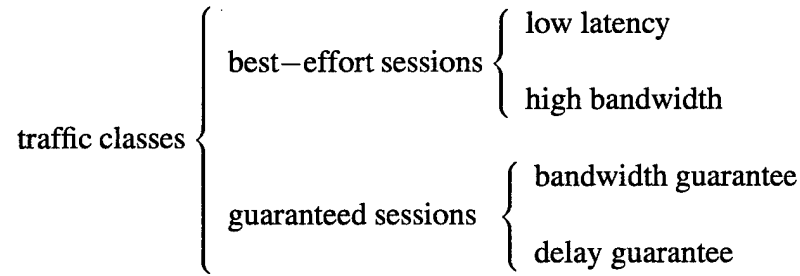 low latency
best–effort sessions
high bandwidth
traffic classes
bandwidth guarantee
guaranteed sessions
delay guarantee